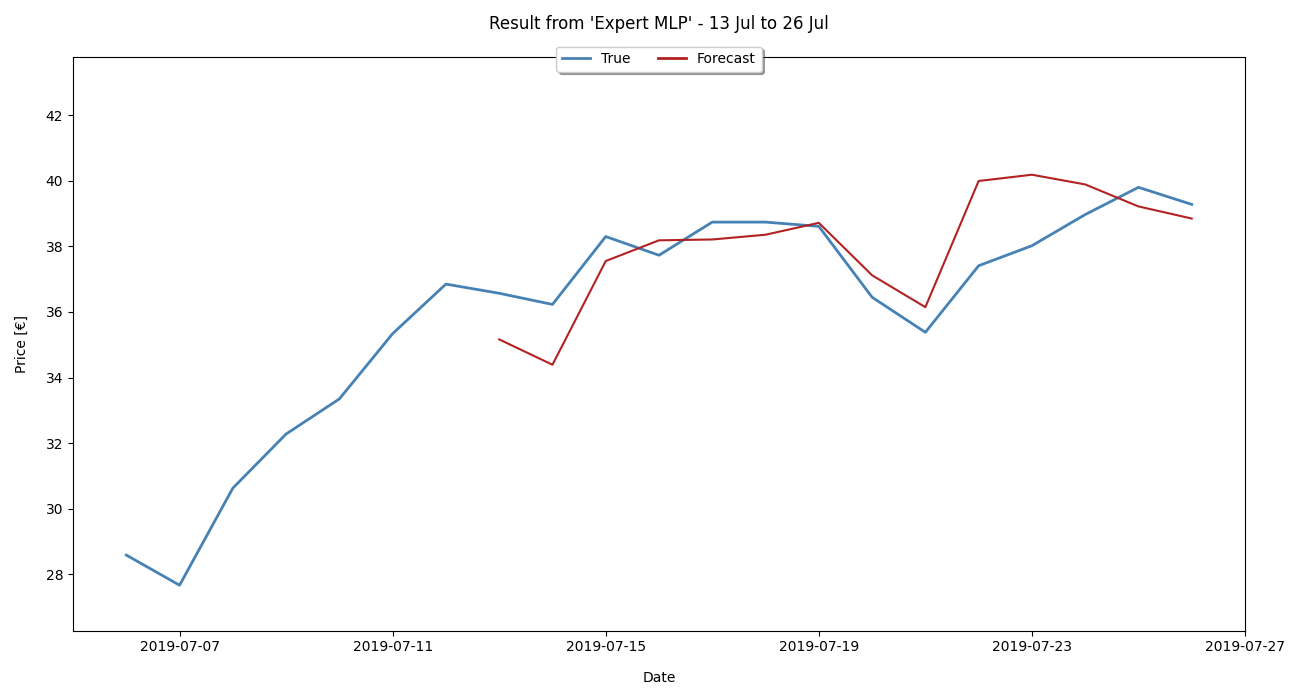 Result from 'Expert MLP' - 13 Jul to 26 Jul
True Forecast
Price [€]
42
40
38
36
34
32
30
28
2019-07-07 2019-07-11 2019-07-15 2019-07-19 2019-07-23 2019-07-27
Date